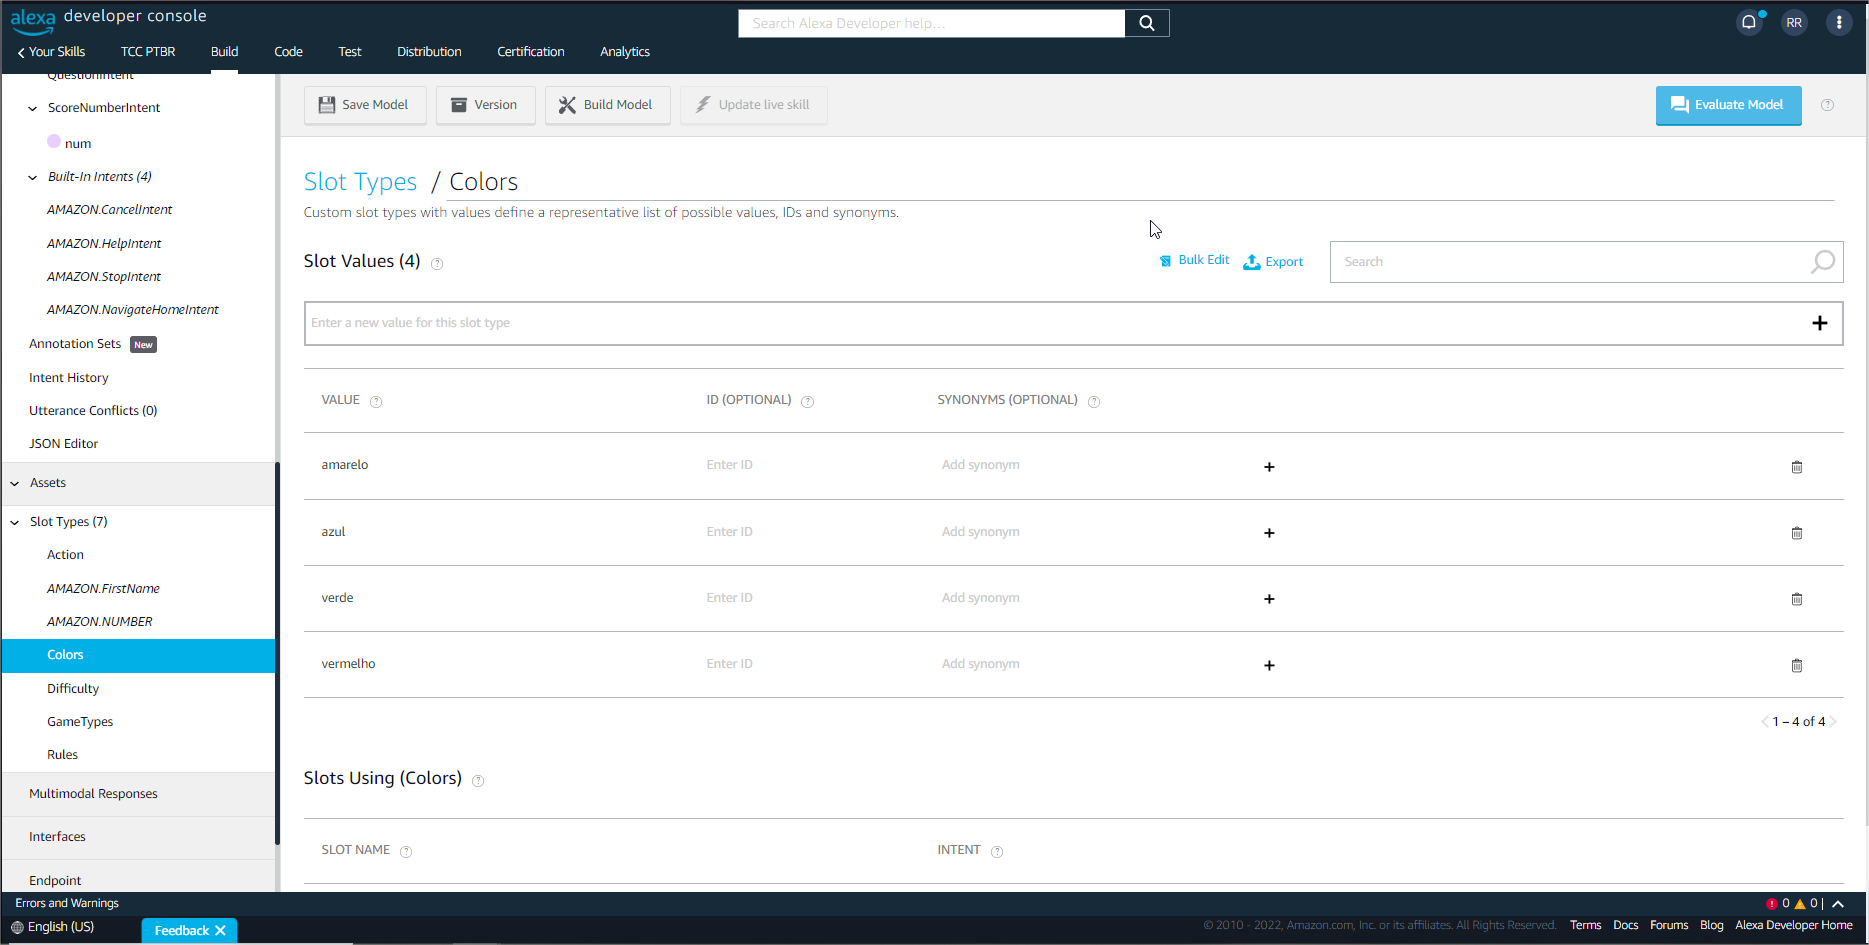 alexa developer console
Search Alexa Developer help...
RR
Your Skills TCC PTBR Build Code Test Distribution Certification Analytics
QuestionIntent
ScoreNumberIntent
num
Built-In Intents (4)
AMAZON.CancelIntent
AMAZON.HelpIntent
AMAZON.StopIntent
AMAZON.NavigateHomeIntent
Annotation Sets New
Intent History
Utterance Conflicts (0)
JSON Editor
Assets
Slot Types (7)
Action
AMAZON.FirstName
AMAZON.NUMBER
Colors
Difficulty
GameTypes
Rules
Multimodal Responses
Interfaces
Endpoint
Save Model Version Build Model Update live skill Evaluate Model ?
Slot Types / Colors
Custom slot types with values define a representative list of possible values, IDs and synonyms.
Slot Values (4) ? Bulk Edit Export Search
Enter a new value for this slot type
VALUE ? ID (OPTIONAL) ? SYNONYMS (OPTIONAL) ?
amarelo Enter ID Add synonym
azul Enter ID Add synonym
verde Enter ID Add synonym
vermelho Enter ID Add synonym
1 – 4 of 4
Slots Using (Colors) ?
SLOT NAME ? INTENT ?
Errors and Warnings ! 0 0 |
English (US) Feedback © 2010 - 2022, Amazon.com, Inc. or its affiliates. All Rights Reserved. Terms Docs Forums Blog Alexa Developer Home